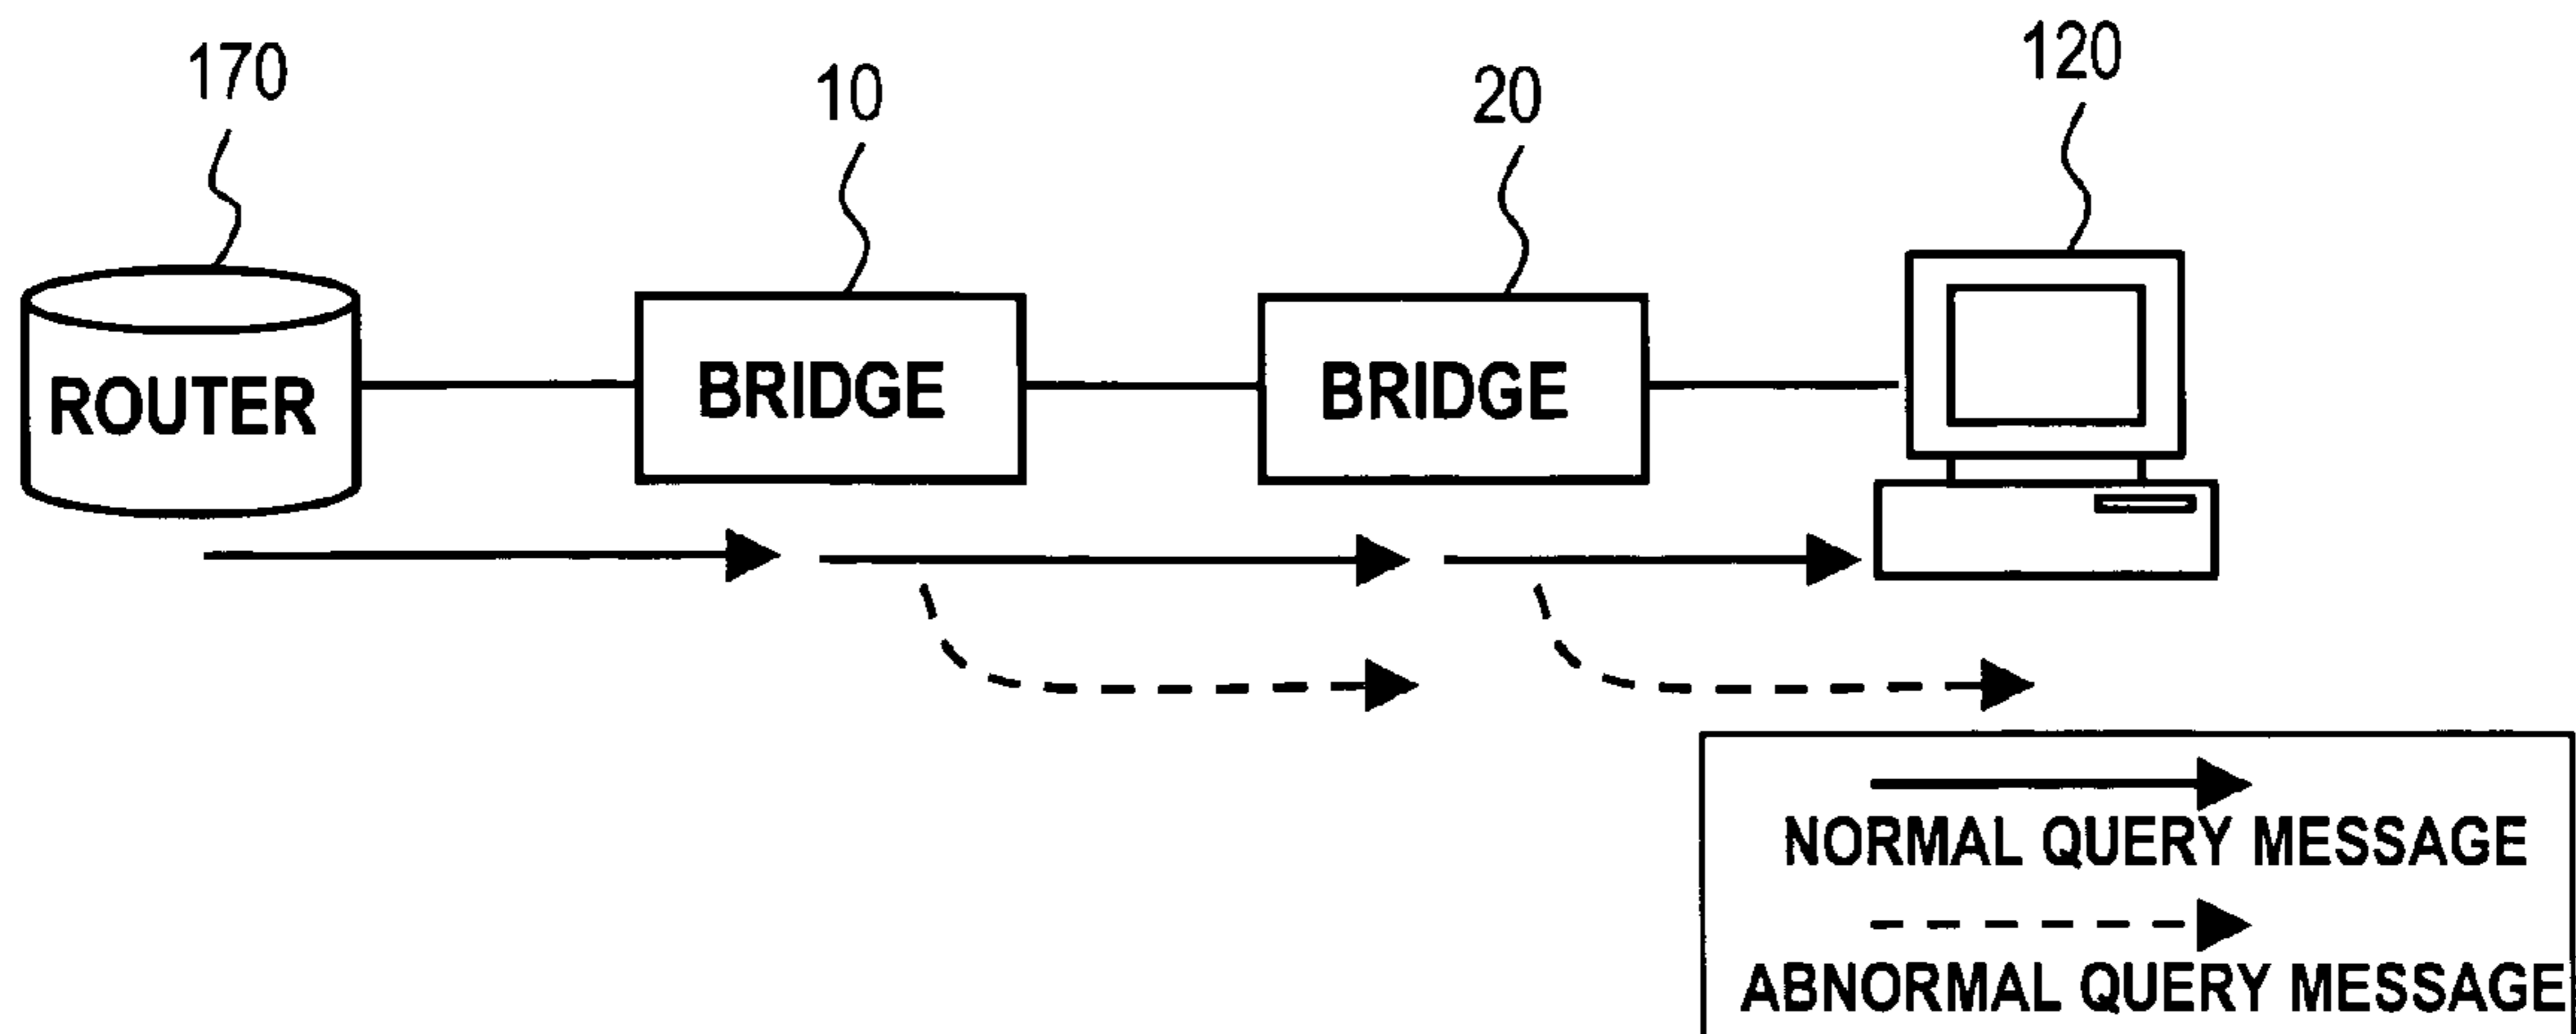 170
10
20
120
ROUTER
BRIDGE
BRIDGE
NORMAL QUERY MESSAGE
ABNORMAL QUERY MESSAGE